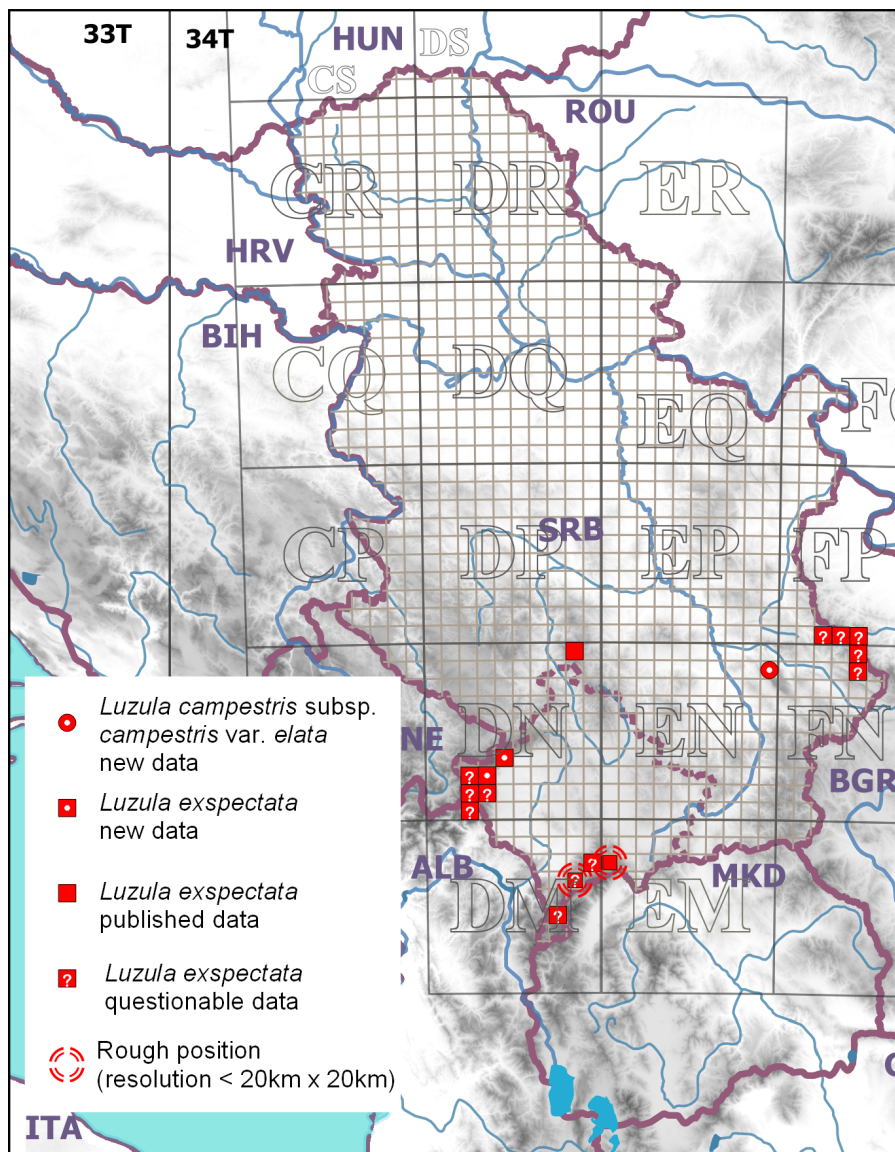 33T
34T
HUN
DS
CS
ROU
CR
DR
ER
HRV
BIH
CQ
DQ
EQ
FQ
SRB
CP
DP
EP
FP
? ? ?
?
?
NE
DN
EN
FN
BGR
?
? ?
?
ALB
?
?
MKD
DM
EM
?
Luzula campestris subsp.
campestris var. elata
new data
Luzula exspectata
new data
Luzula exspectata
published data
?
Luzula exspectata
questionable data
Rough position
(resolution < 20km x 20km)
ITA